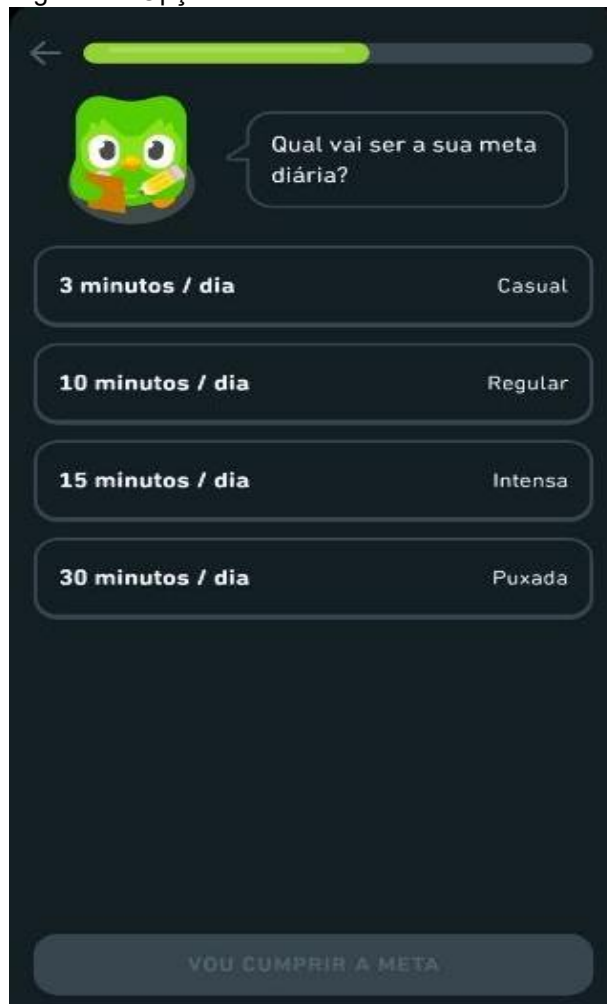 Qual vai ser a sua meta
diária?
3 minutos / dia Casual
10 minutos / dia Regular
15 minutos / dia Intensa
30 minutos / dia Puxada
VOU CUMPRIR A META